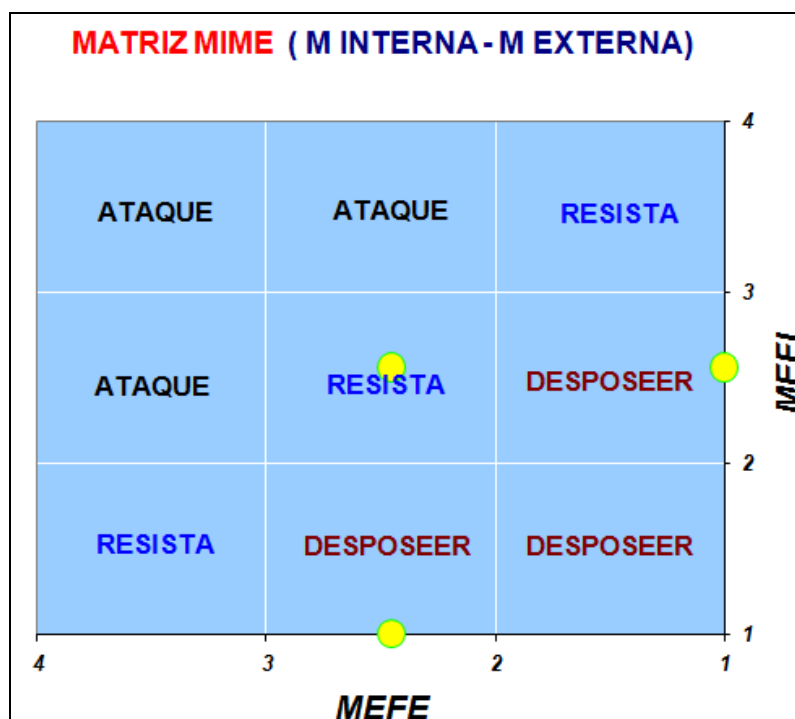 MATRIZ MIME ( M INTERNA - M EXTERNA)
4
ATAQUE ATAQUE RESISTA
3
ATAQUE RESISTA DESPOSEER
MEFI
2
RESISTA DESPOSEER DESPOSEER
1
4 3 2 1
MEFE